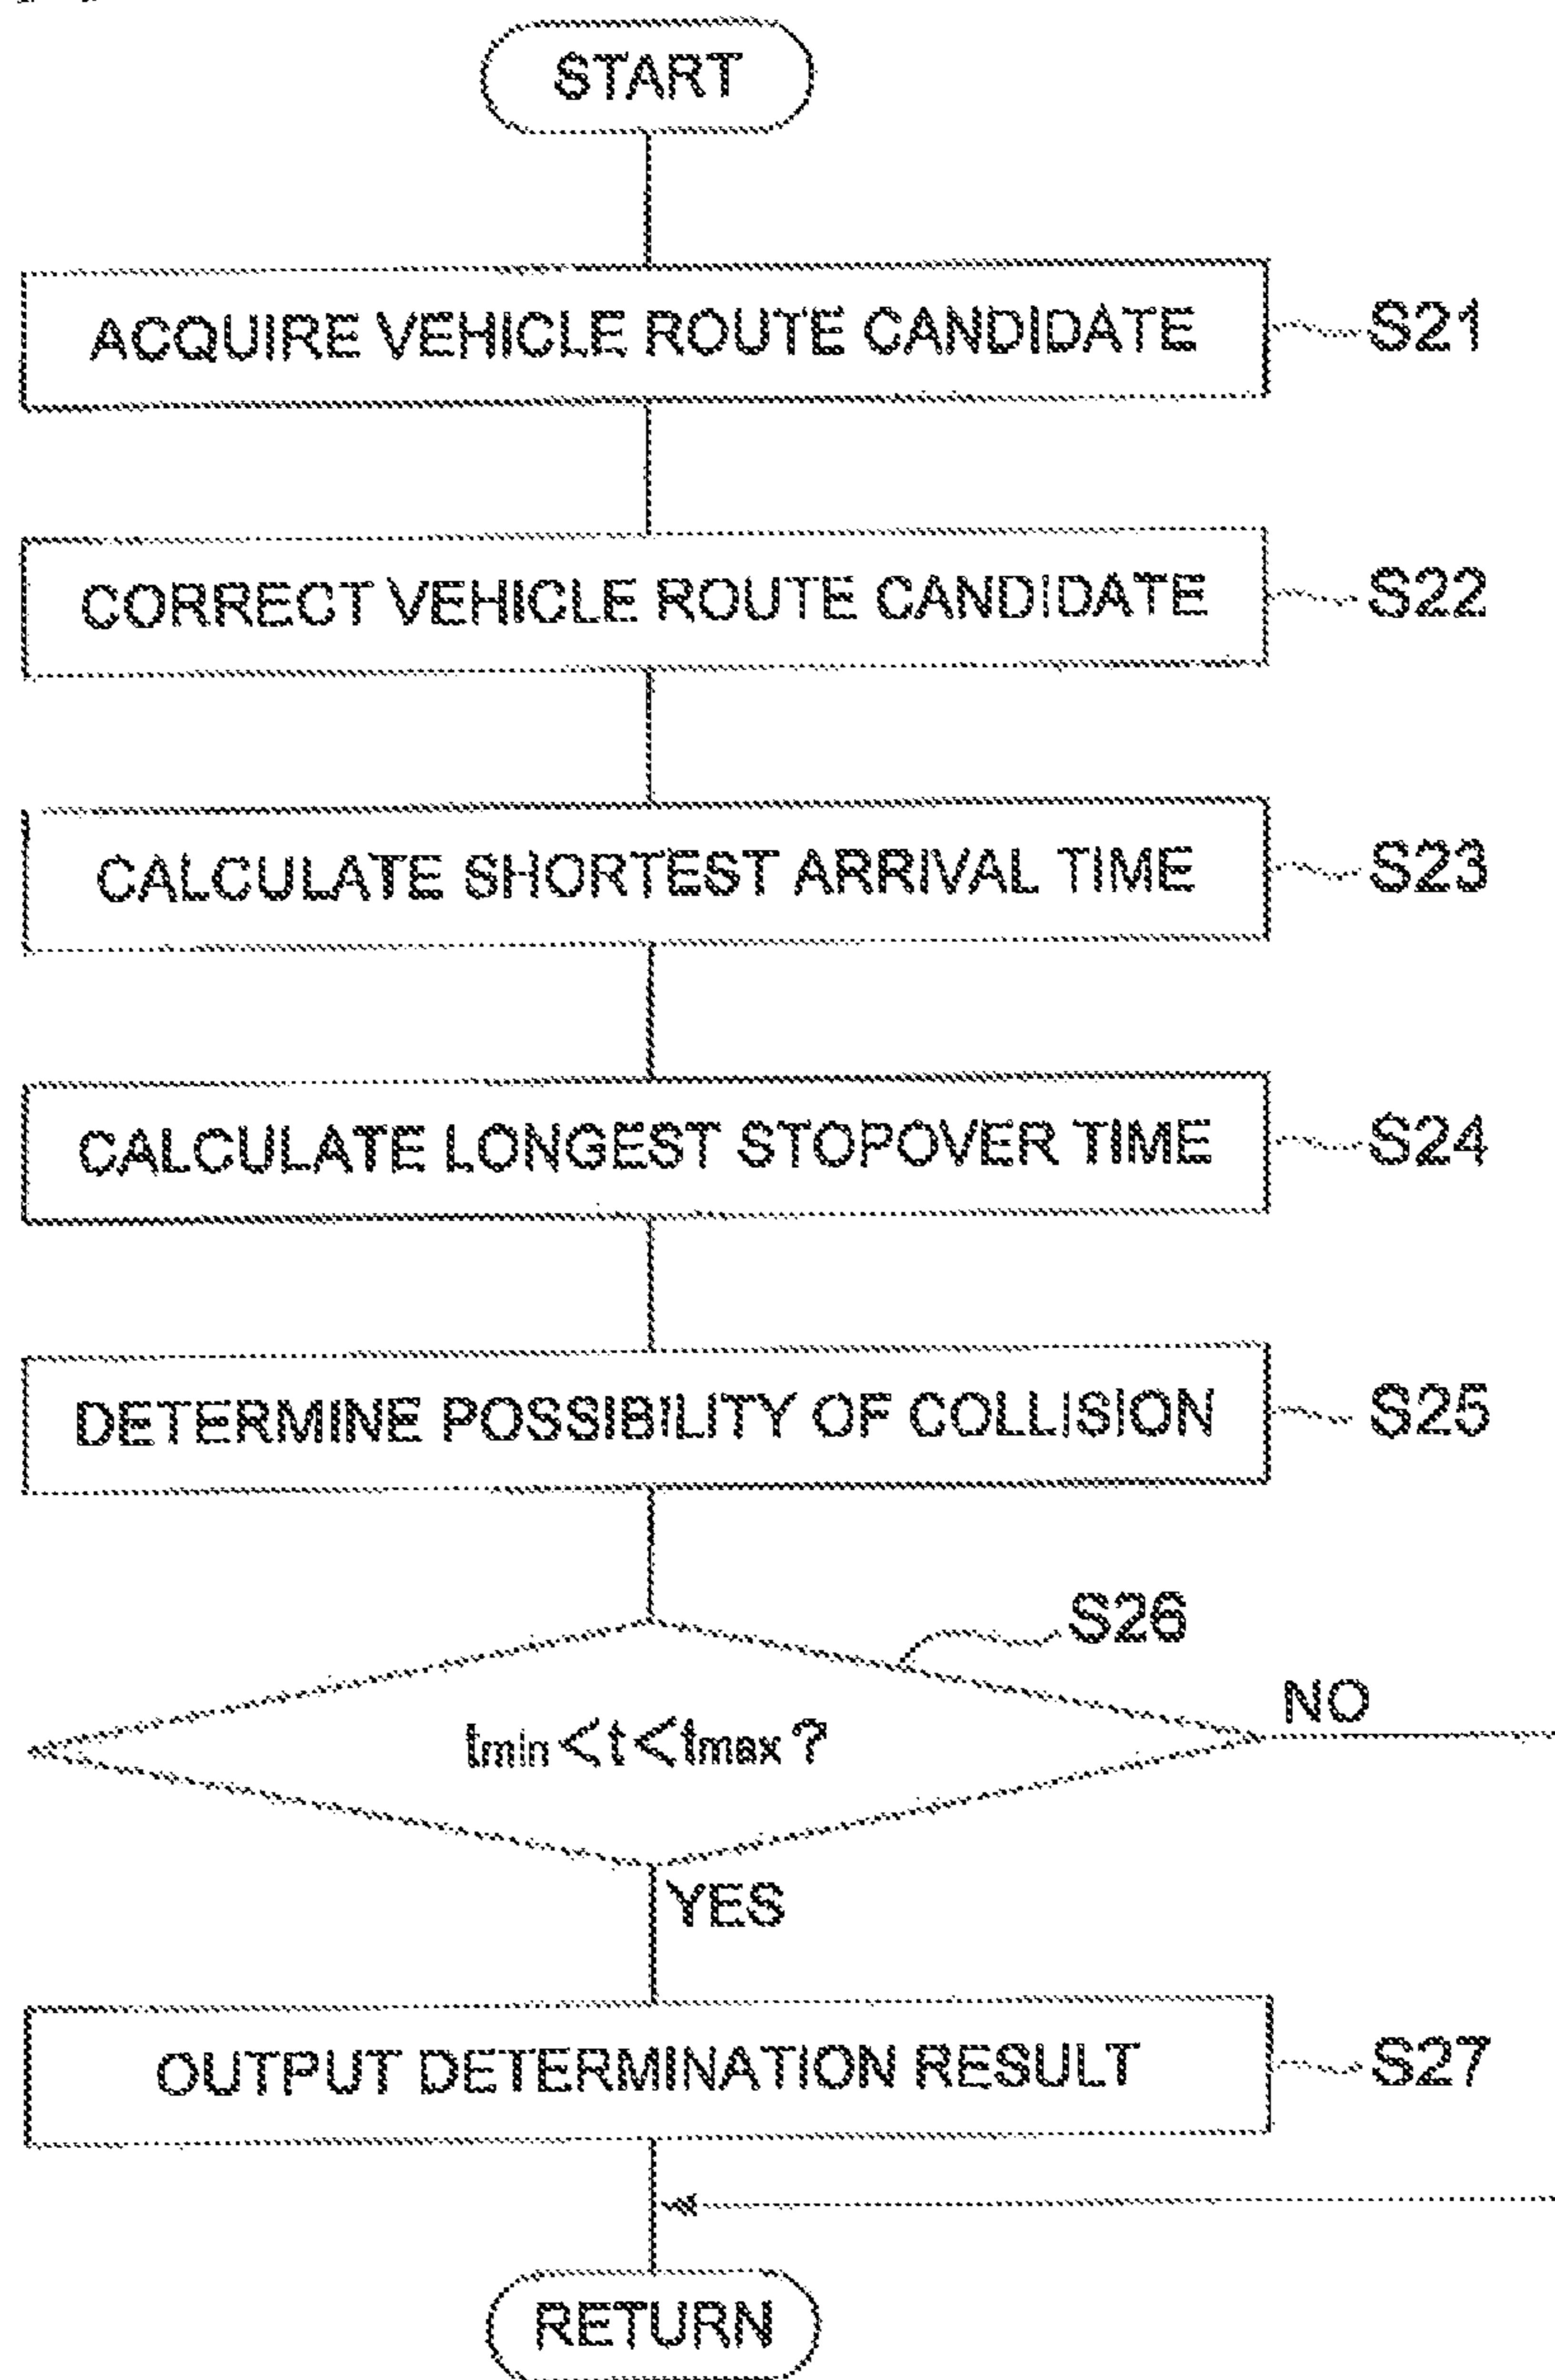 START
ACQUIRE VEHICLE ROUTE CANDIDATE
S21
CORRECT VEHICLE ROUTE CANDIDATE
S22
CALCULATE SHORTEST ARRIVAL TIME
S23
CALCULATE LONGEST STOPOVER TIME
S24
DETERMINE POSSIBILITY OF COLLISION
S25
S26
tmin<t<tmax?
NO
YES
OUTPUT DETERMINATION RESULT
S27
RETURN